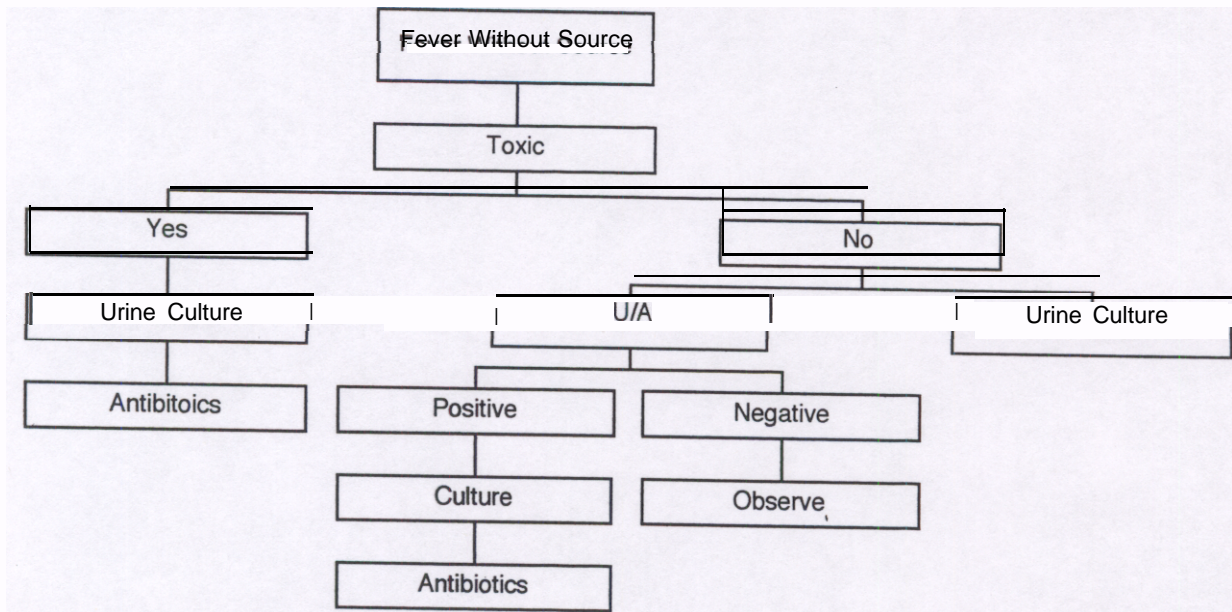 Fever Without Source
Toxic
Yes
No
Urine Culture
U/A
Urine Culture
Antibitoics
Positive
Negative
Culture
Observe
Antibiotics